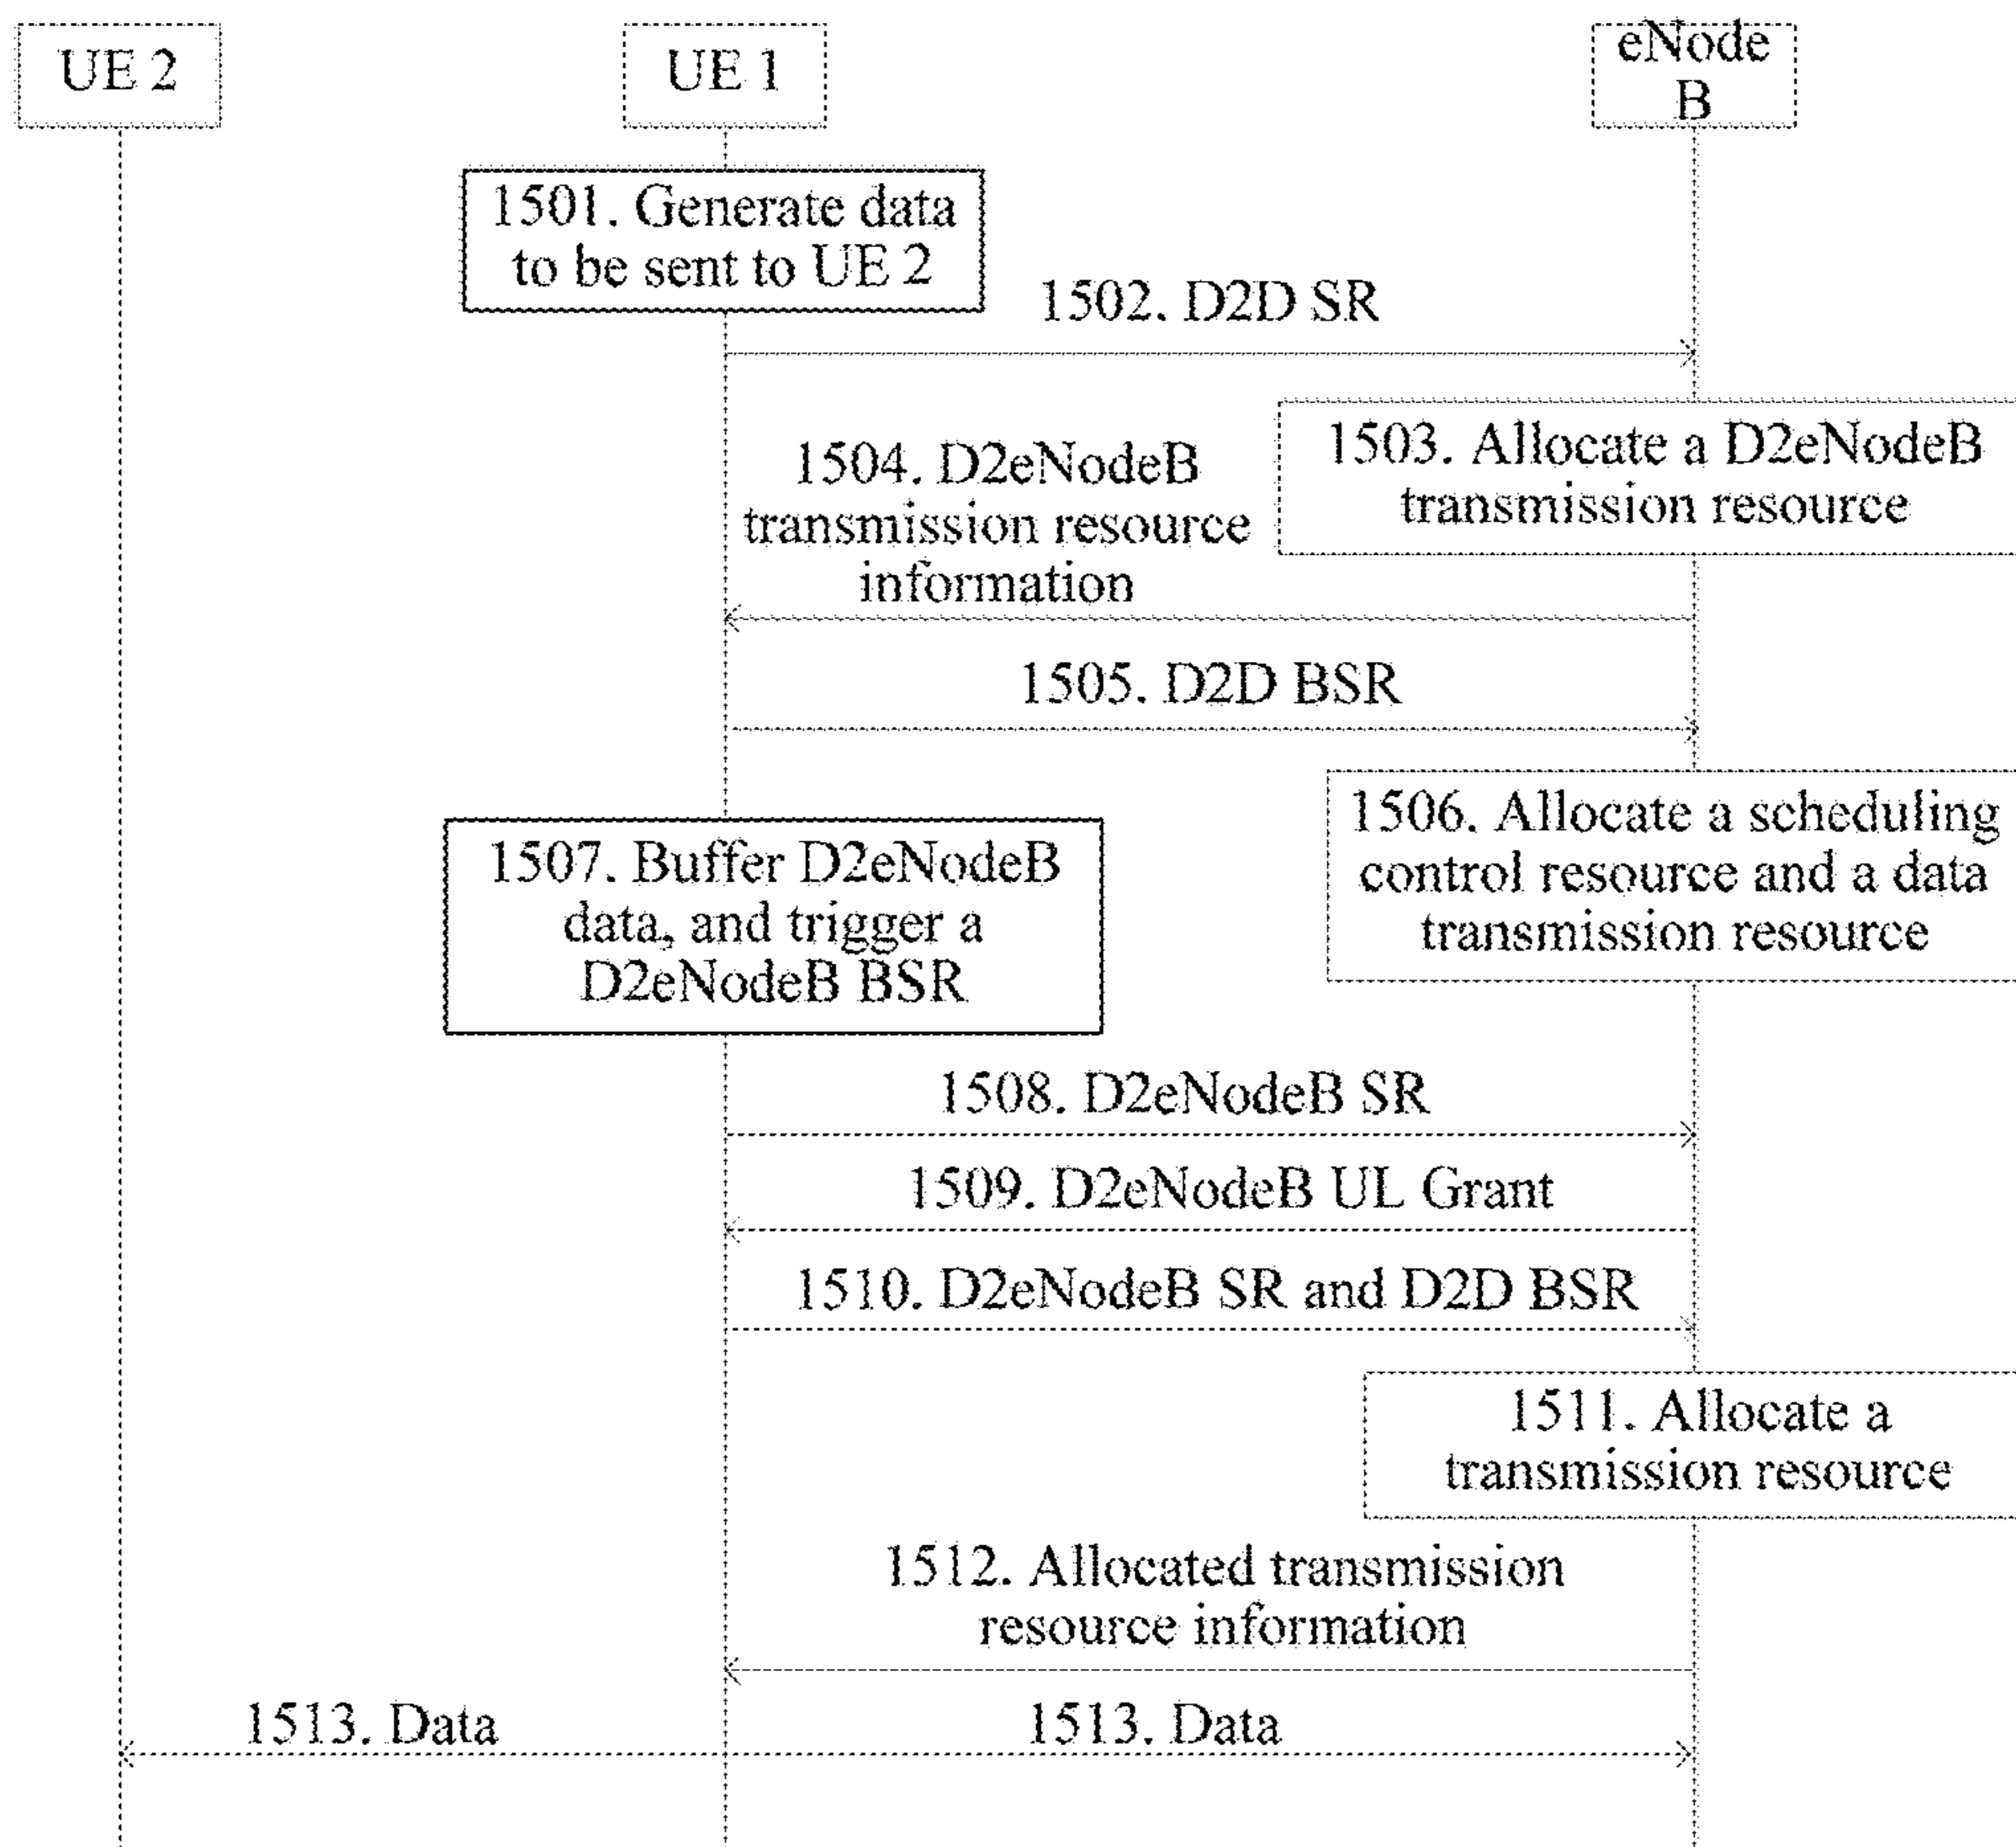 UE 2
UE 1
eNode
B
1501. Generate data
to be sent to UE 2
1502. D2D SR
1503. Allocate a D2eNodeB
transmission resource
1504. D2eNodeB
transmission resource
information
1505. D2D BSR
1506. Allocate a scheduling
control resource and a data
transmission resource
1507. Buffer D2eNodeB
data, and trigger a
D2eNodeB BSR
1508. D2eNodeB SR
1509. D2eNodeB UL Grant
1510. D2eNodeB SR and D2D BSR
1511. Allocate a
transmission resource
1512. Allocated transmission
resource information
1513. Data
1513. Data